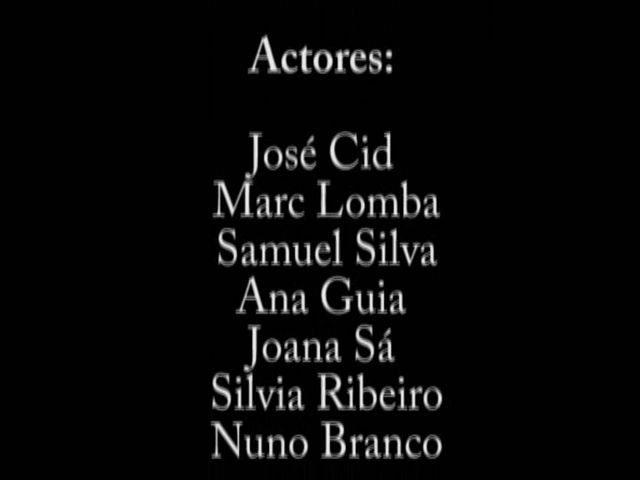 Actores:
José Cid
Marc Lomba
Samuel Silva
Ana Guia
Joana Sá
Silvia Ribeiro
Nuno Branco